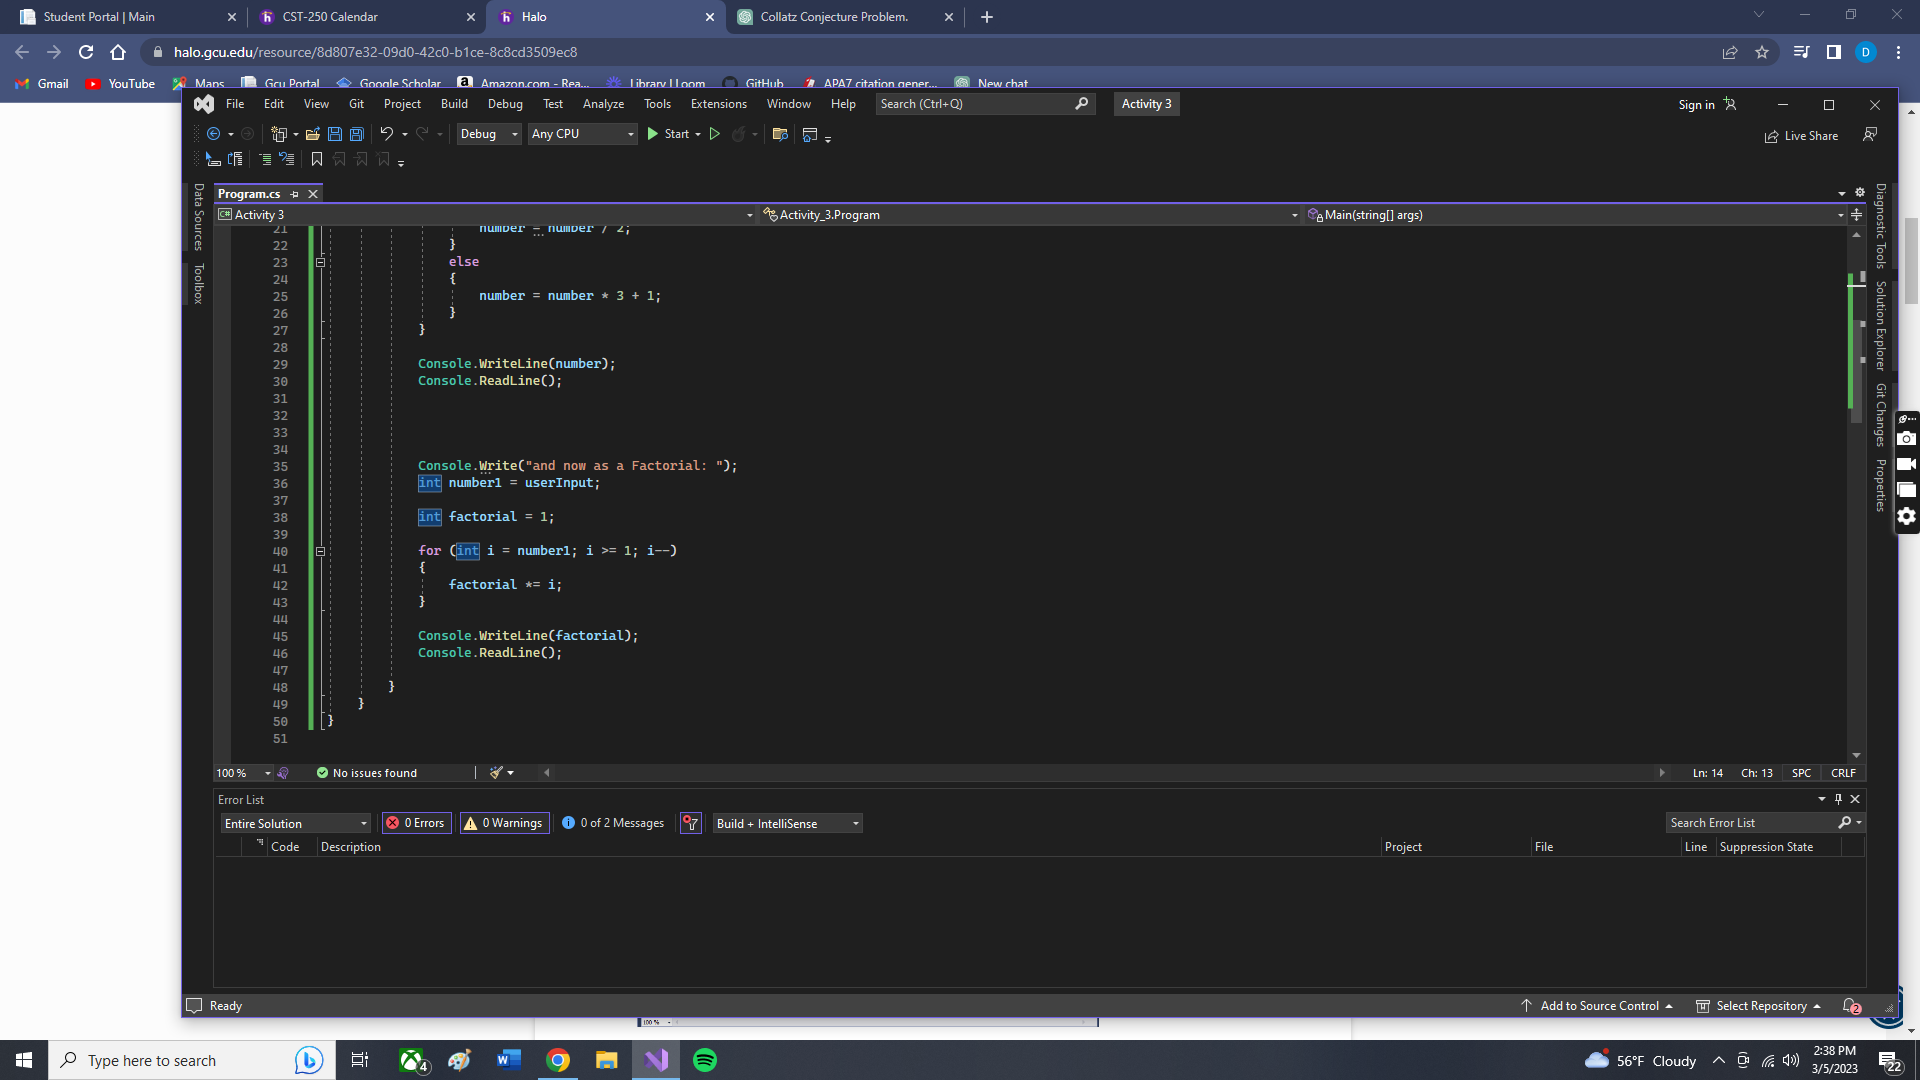 Student Portal | Main
CST-250 Calendar
Halo
Collatz Conjecture Problem.
halo.gcu.edu/resource/8d807e32-09d0-42c0-b1ce-8c8cd3509ec8
D
Gmail
YouTube
Maps
Gcu Portal
Google Scholar
Amazon.com - Rea...
Library | Loom
GitHub
APA7 citation gener...
New chat
File Edit View Git Project Build Debug Test Analyze Tools Extensions Window Help Search (Ctrl+Q) Activity 3 Sign in
Debug Any CPU Start Live Share
Data Sources
Toolbox
Program.cs
Activity 3 Activity_3.Program Main(string[] args)
21 number = number / 2;
22 }
23 else
24 {
25 number = number * 3 + 1;
26 }
27 }
28
29 Console.WriteLine(number);
30 Console.ReadLine();
31
32
33
34
35 Console.Write("and now as a Factorial: ");
36 int number1 = userInput;
37
38 int factorial = 1;
39
40 for (int i = number1; i >= 1; i--)
41 {
42 factorial *= i;
43 }
44
45 Console.WriteLine(factorial);
46 Console.ReadLine();
47
48 }
49 }
50 }
51
Diagnostic Tools
Solution Explorer
Git Changes
Properties
100 % No issues found Ln: 14 Ch: 13 SPC CRLF
Error List
Entire Solution 0 Errors 0 Warnings 0 of 2 Messages Build + IntelliSense Search Error List
Code Description Project File Line Suppression State
Ready Add to Source Control Select Repository 2
100 %
Type here to search 4 56°F Cloudy 2:38 PM
3/5/2023 22